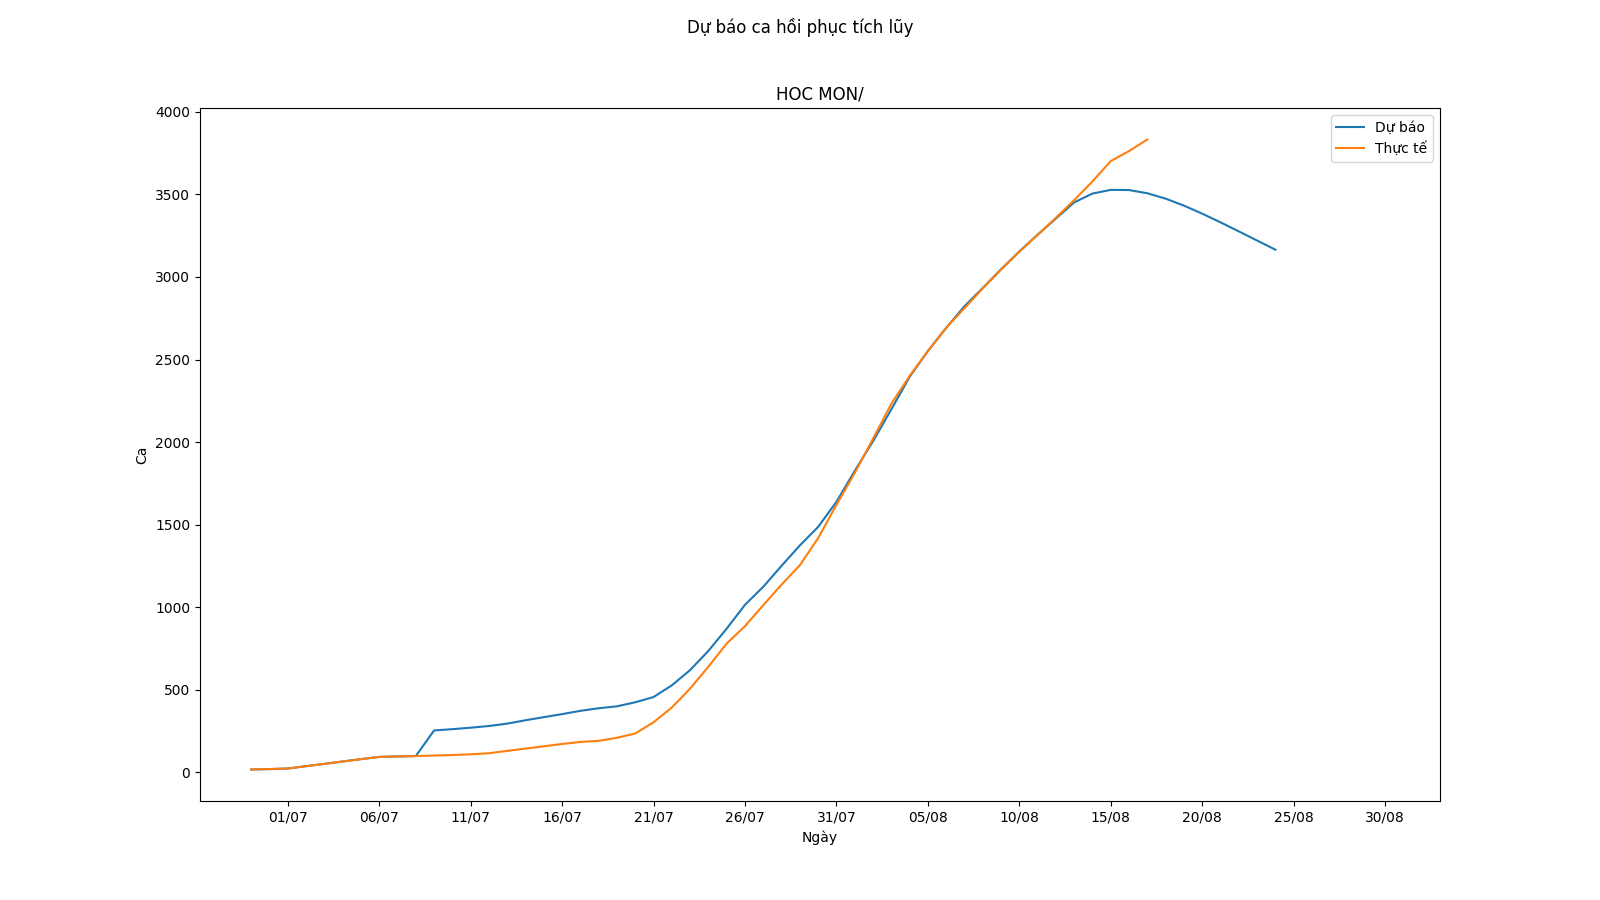 Dự báo ca hồi phục tích lũy
HOC MON/
4000
3500
3000
2500
2000
1500
1000
500
0
Ca
Dự báo
Thực tế
01/07 06/07 11/07 16/07 21/07 26/07 31/07 05/08 10/08 15/08 20/08 25/08 30/08
Ngày